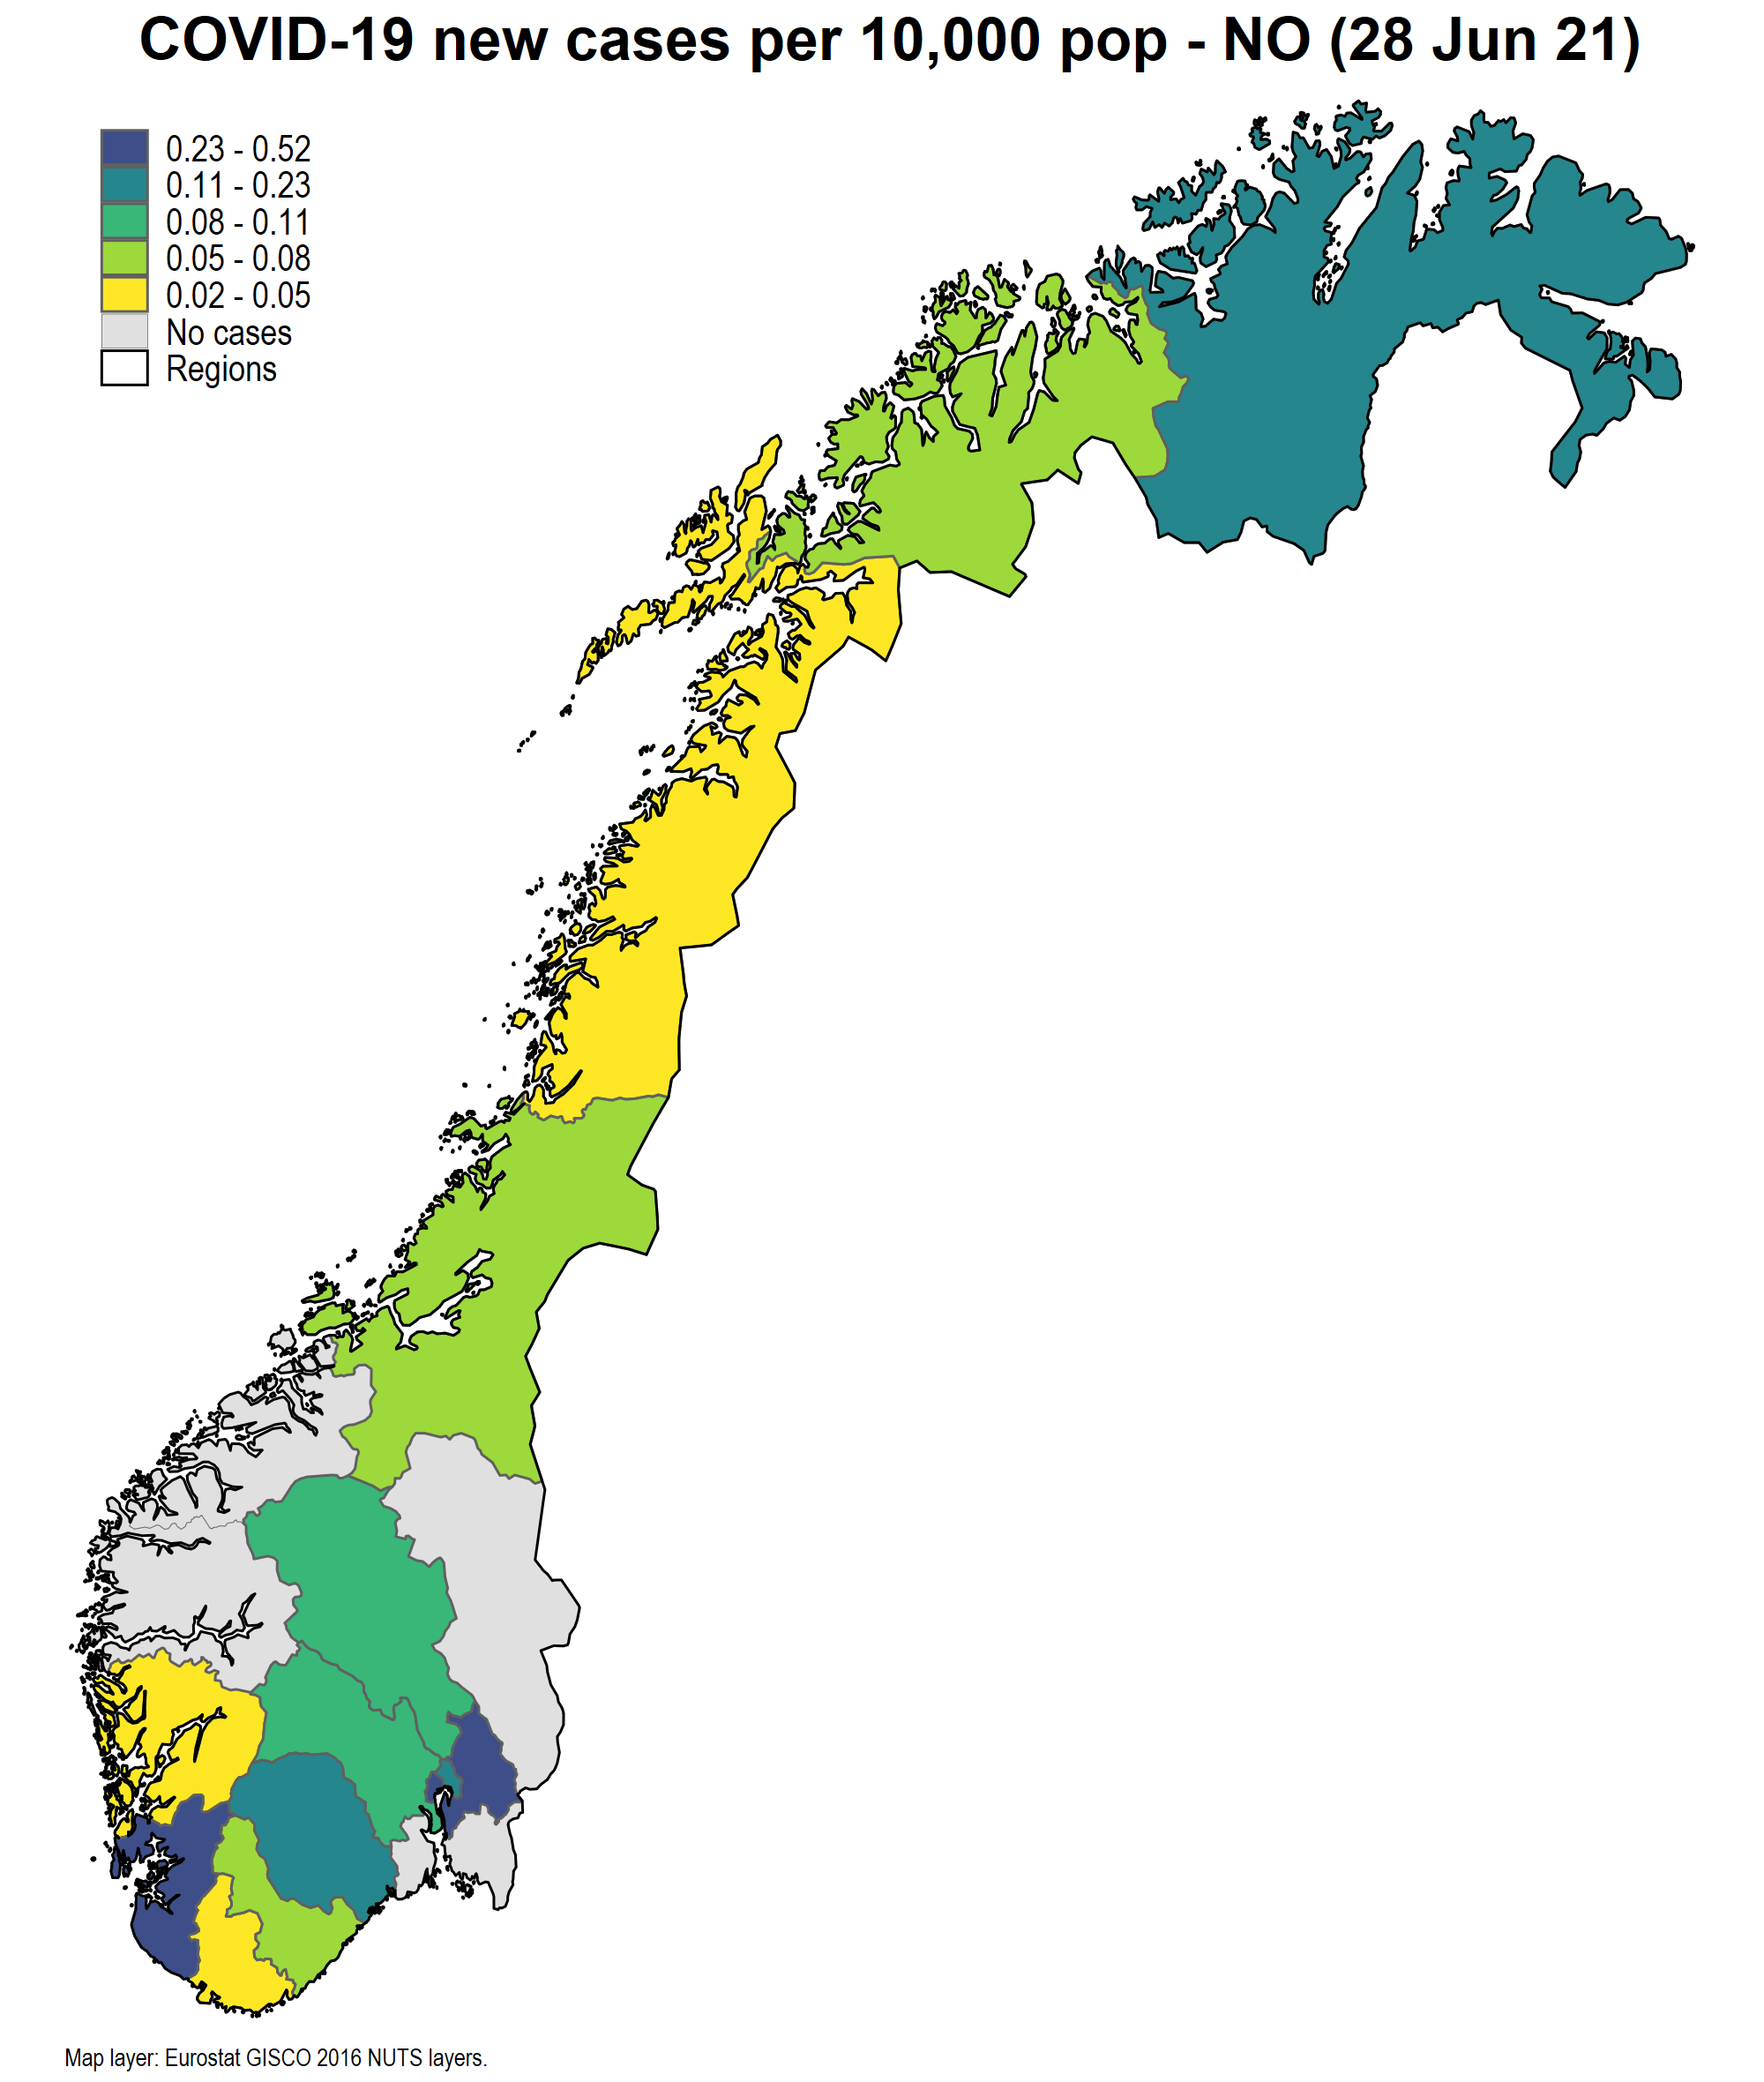 COVID-19 new cases per 10,000 pop - NO (28 Jun 21)
0.23 - 0.52
0.11 - 0.23
0.08 - 0.11
0.05 - 0.08
0.02 - 0.05
No cases
Regions
Map layer: Eurostat GISCO 2016 NUTS layers.